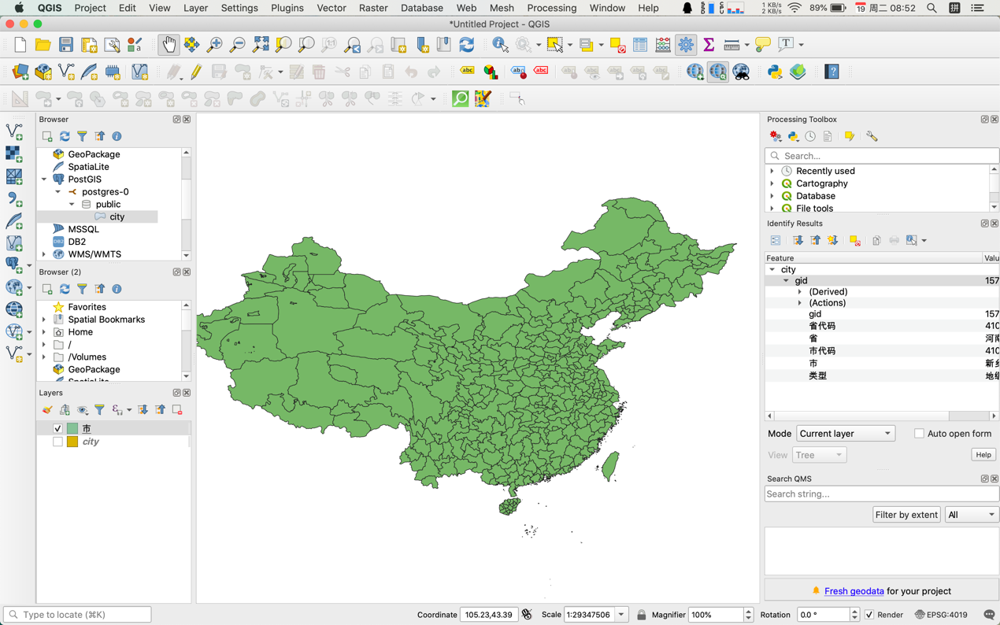 QGIS Project Edit View Layer Settings Plugins Vector Raster Database Web Mesh Processing Window Help 1 KB/s 2 KB/s 89% 19 周二 08:52 拼
*Untitled Project - QGIS
Browser
GeoPackage
SpatiaLite
PostGIS
postgres-0
public
city
MSSQL
DB2 DB2
WMS/WMTS
Browser (2)
Favorites
Spatial Bookmarks
Home
/
/Volumes
GeoPackage
SpatiaLite
Layers
市
city
Processing Toolbox
Search...
Recently used
Cartography
Database
File tools
Identify Results
Feature Valu
city
gid 157
(Derived)
(Actions)
gid 157
省代码 410
省 河南
市代码 410
市 新乡
类型 地级
Mode Current layer Auto open form
View Tree Help
Search QMS
Search string...
Filter by extent All
Fresh geodata for your project
Type to locate (⌘K) Coordinate 105.23,43.39 Scale 1:29347506 Magnifier 100% Rotation 0.0 ° Render EPSG:4019